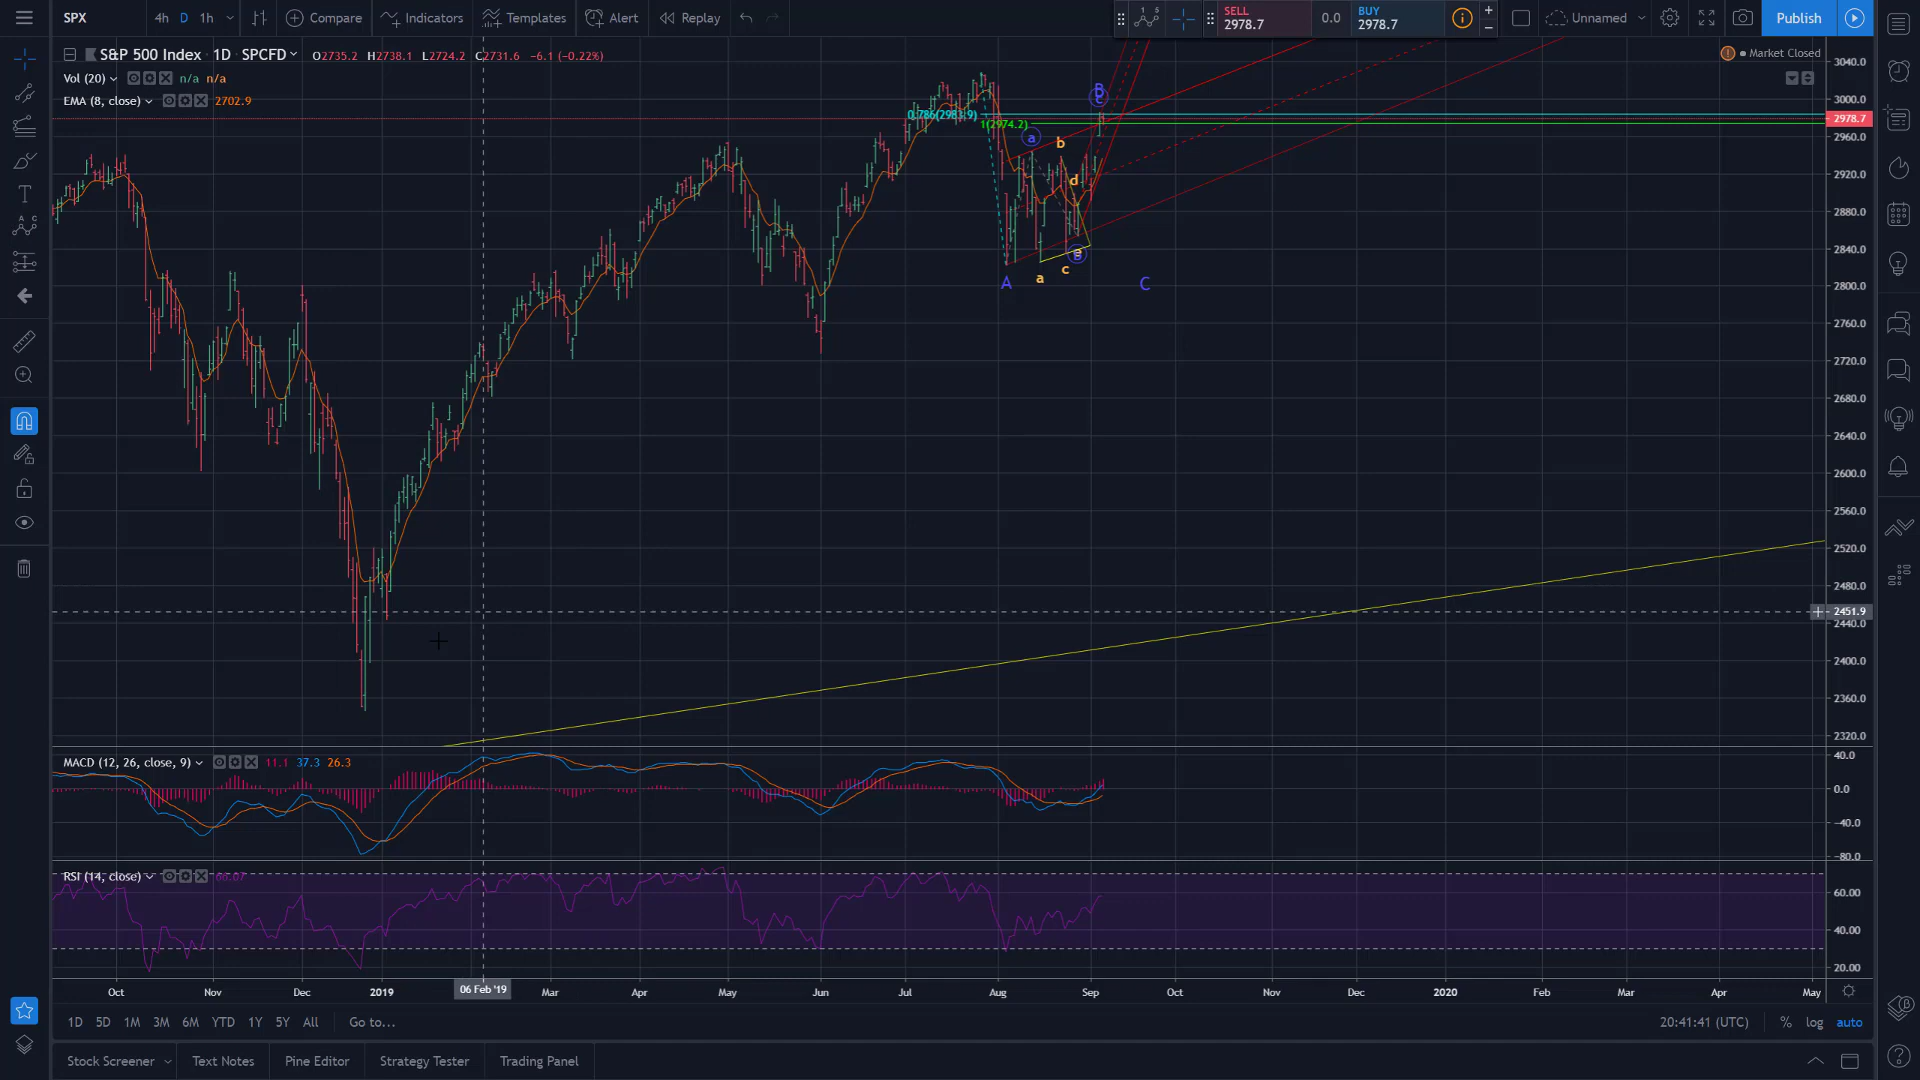 SPX 4h D 1h Compare Indicators Templates Alert Replay
SELL 2978.7 0.0 BUY 2978.7 Unnamed Publish
S&P 500 Index · 1D · SPCFD O2735.2 H2738.1 L2724.2 C2731.6 −6.1 (−0.22%)
Market Closed
Vol (20) n/a n/a
EMA (8, close) 2702.9
3040.0
3000.0
2978.7
2960.0
2920.0
2880.0
2840.0
2800.0
2760.0
2720.0
2680.0
2640.0
2600.0
2560.0
2520.0
2480.0
2451.9
2440.0
2400.0
2360.0
2320.0
0.786(2983.9)
1(2974.2)
B
c
a
b
d
A
a
c
C
MACD (12, 26, close, 9) 11.1 37.3 26.3
40.0
0.0
−40.0
−80.0
RSI (14, close) 66.07
60.00
40.00
20.00
Oct Nov Dec 2019 06 Feb '19 Mar Apr May Jun Jul Aug Sep Oct Nov Dec 2020 Feb Mar Apr May
1D 5D 1M 3M 6M YTD 1Y 5Y All Go to... 20:41:41 (UTC) % log auto
Stock Screener Text Notes Pine Editor Strategy Tester Trading Panel